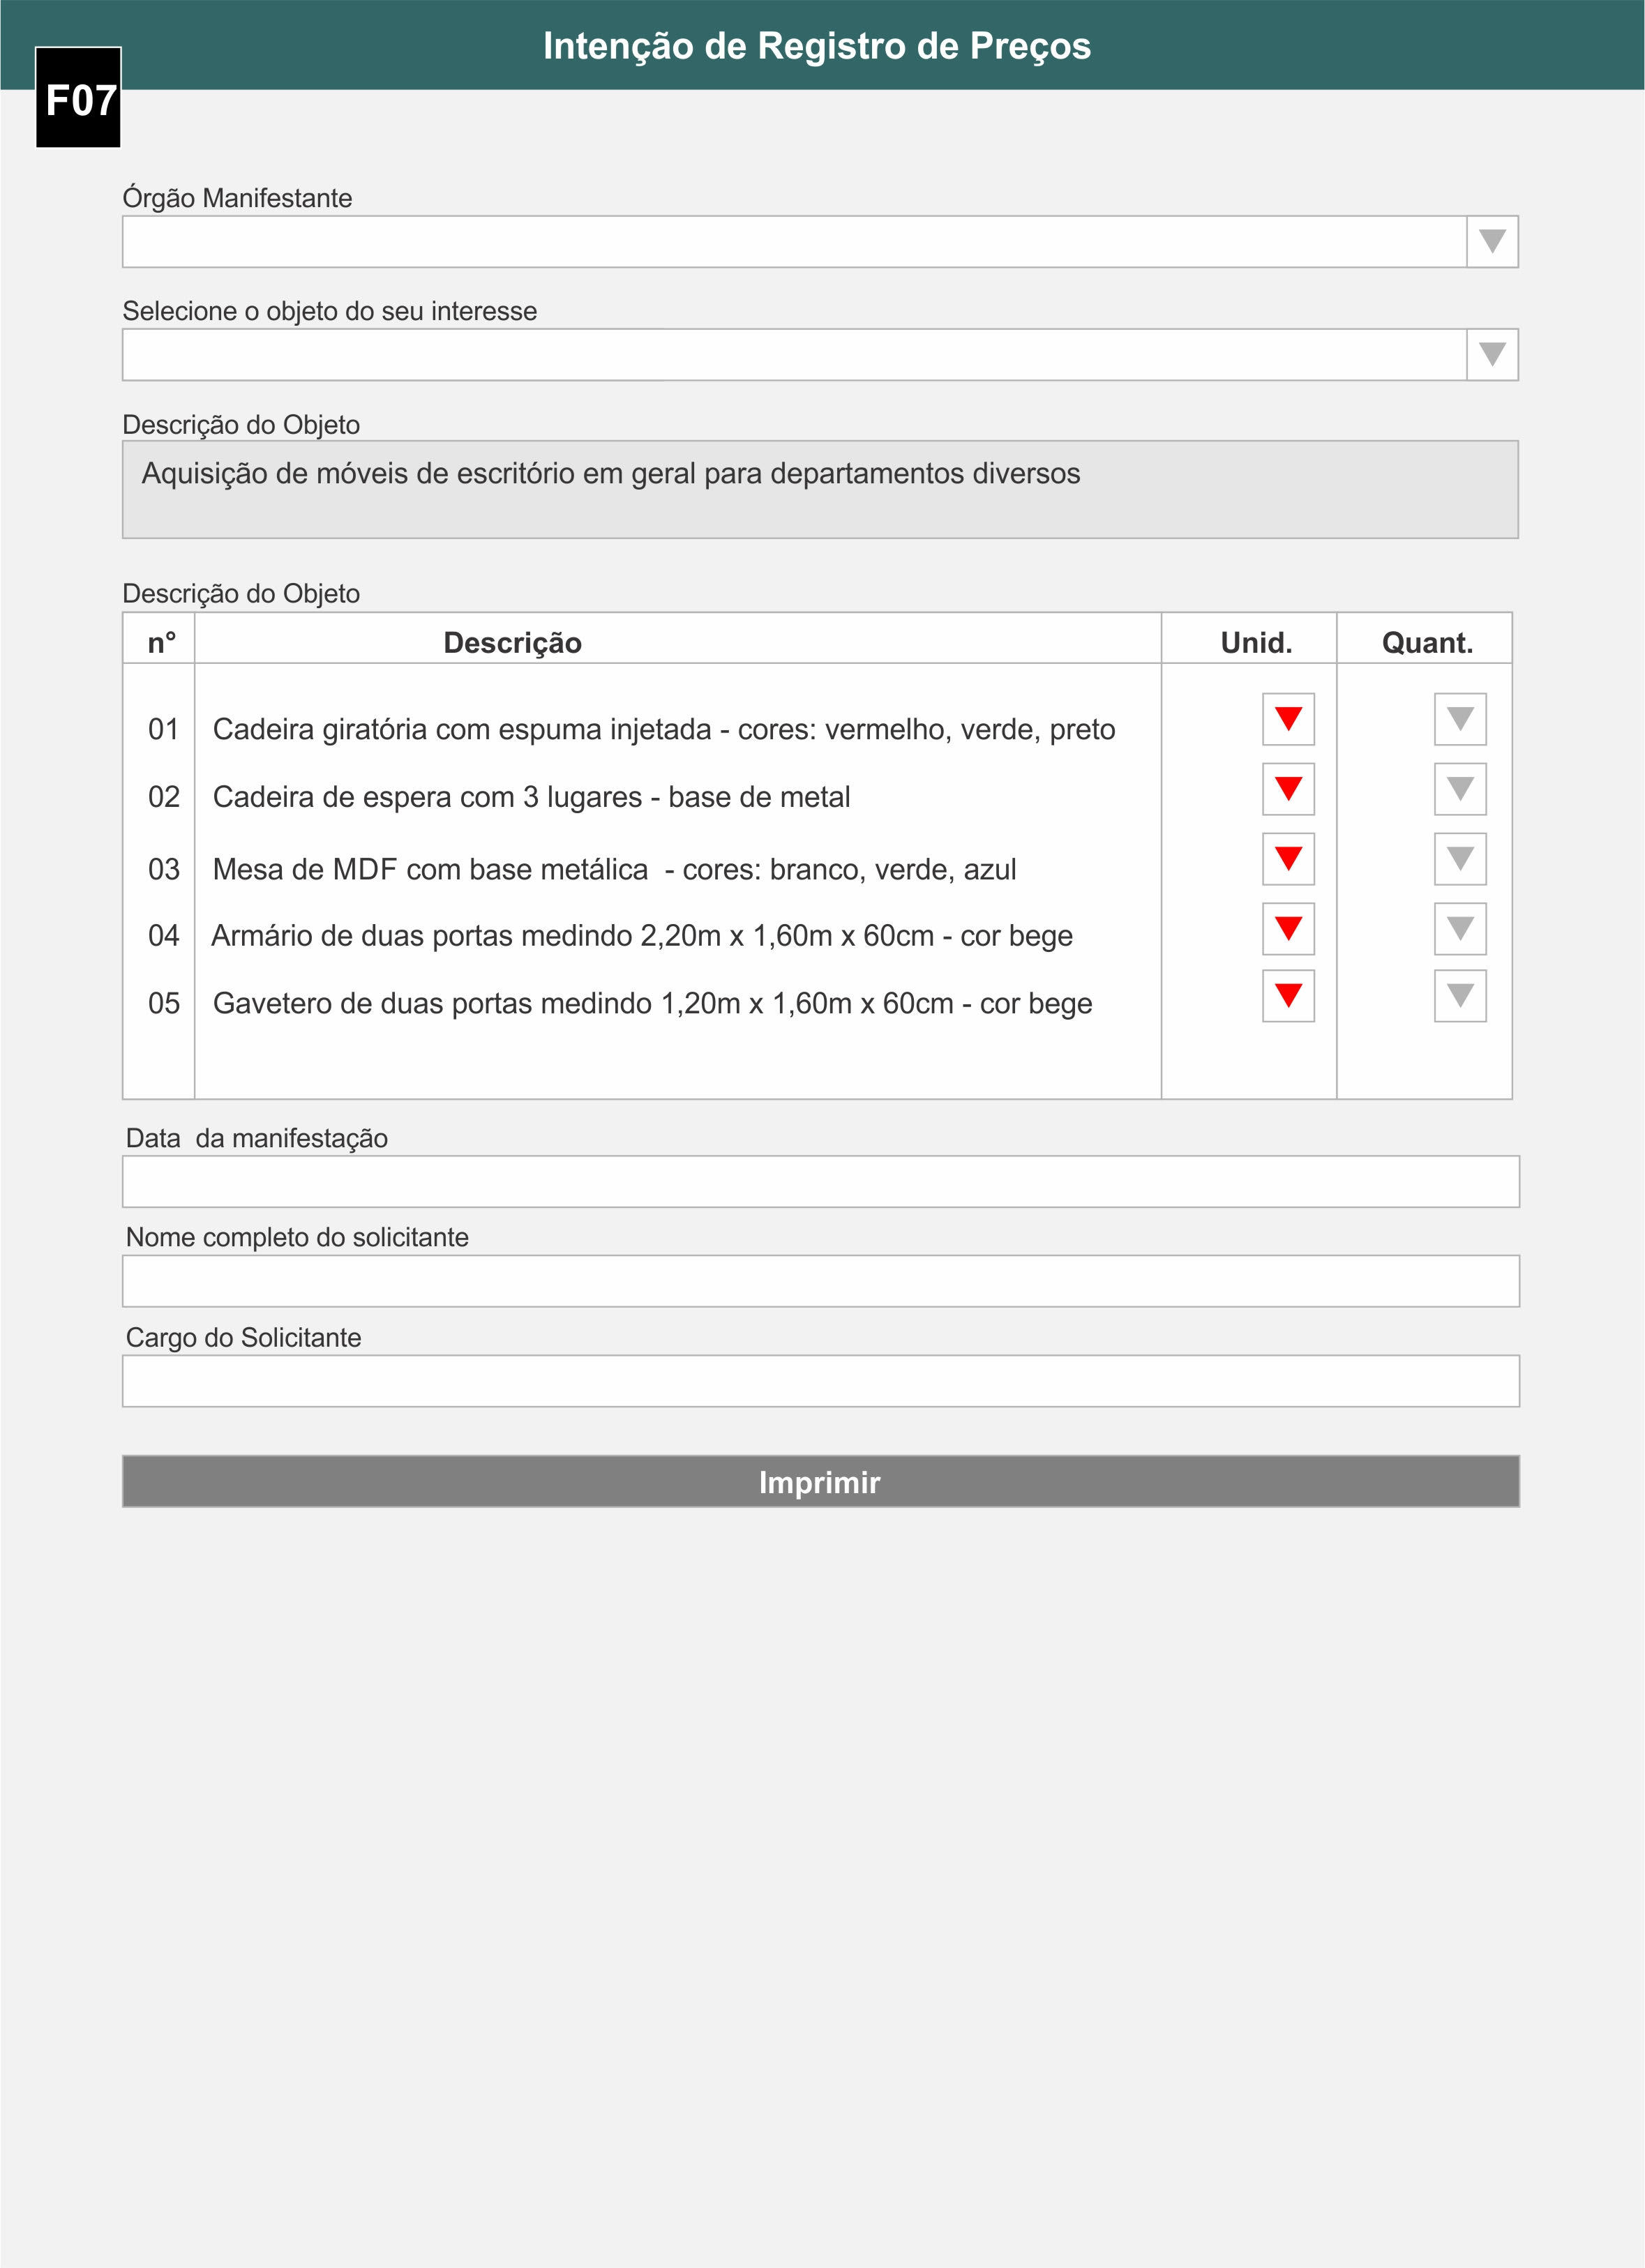 Intenção de Registro de Preços
F07
Órgão Manifestante
Selecione o objeto do seu interesse
Descrição do Objeto
Aquisição de móveis de escritório em geral para departamentos diversos
Descrição do Objeto
n° Descrição Unid. Quant.
01 Cadeira giratória com espuma injetada - cores: vermelho, verde, preto
02 Cadeira de espera com 3 lugares - base de metal
03 Mesa de MDF com base metálica - cores: branco, verde, azul
04 Armário de duas portas medindo 2,20m x 1,60m x 60cm - cor bege
05 Gavetero de duas portas medindo 1,20m x 1,60m x 60cm - cor bege
Data da manifestação
Nome completo do solicitante
Cargo do Solicitante
Imprimir